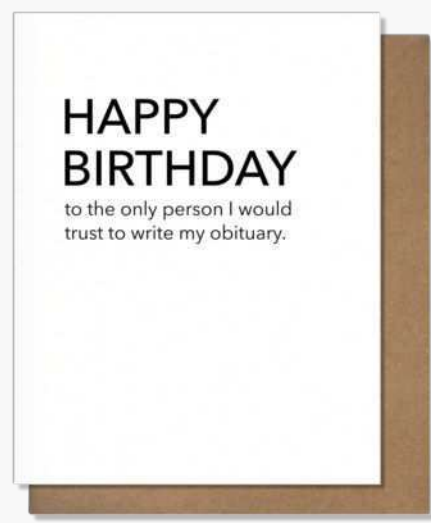 HAPPY
BIRTHDAY
to the only person I would
trust to write my obituary.